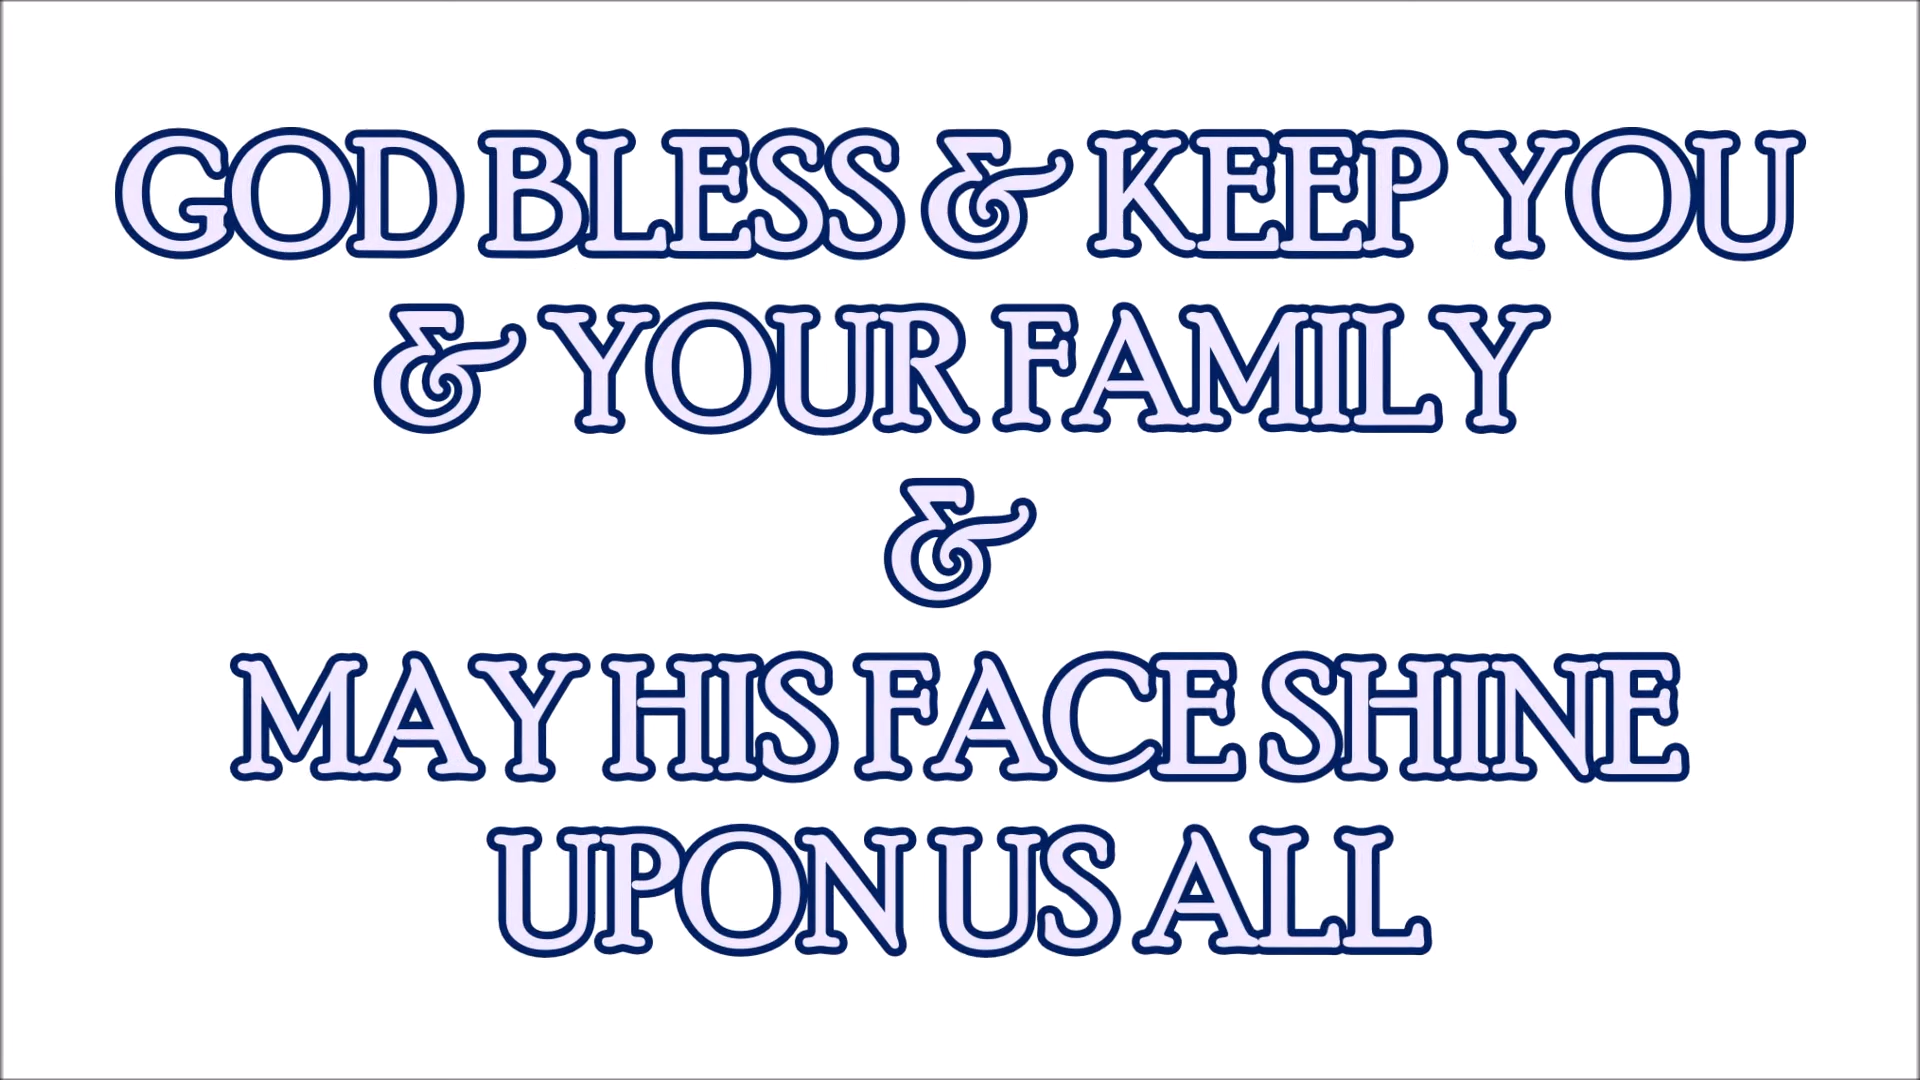 GOD BLESS & KEEP YOU
& YOUR FAMILY
&
MAY HIS FACE SHINE
UPON US ALL